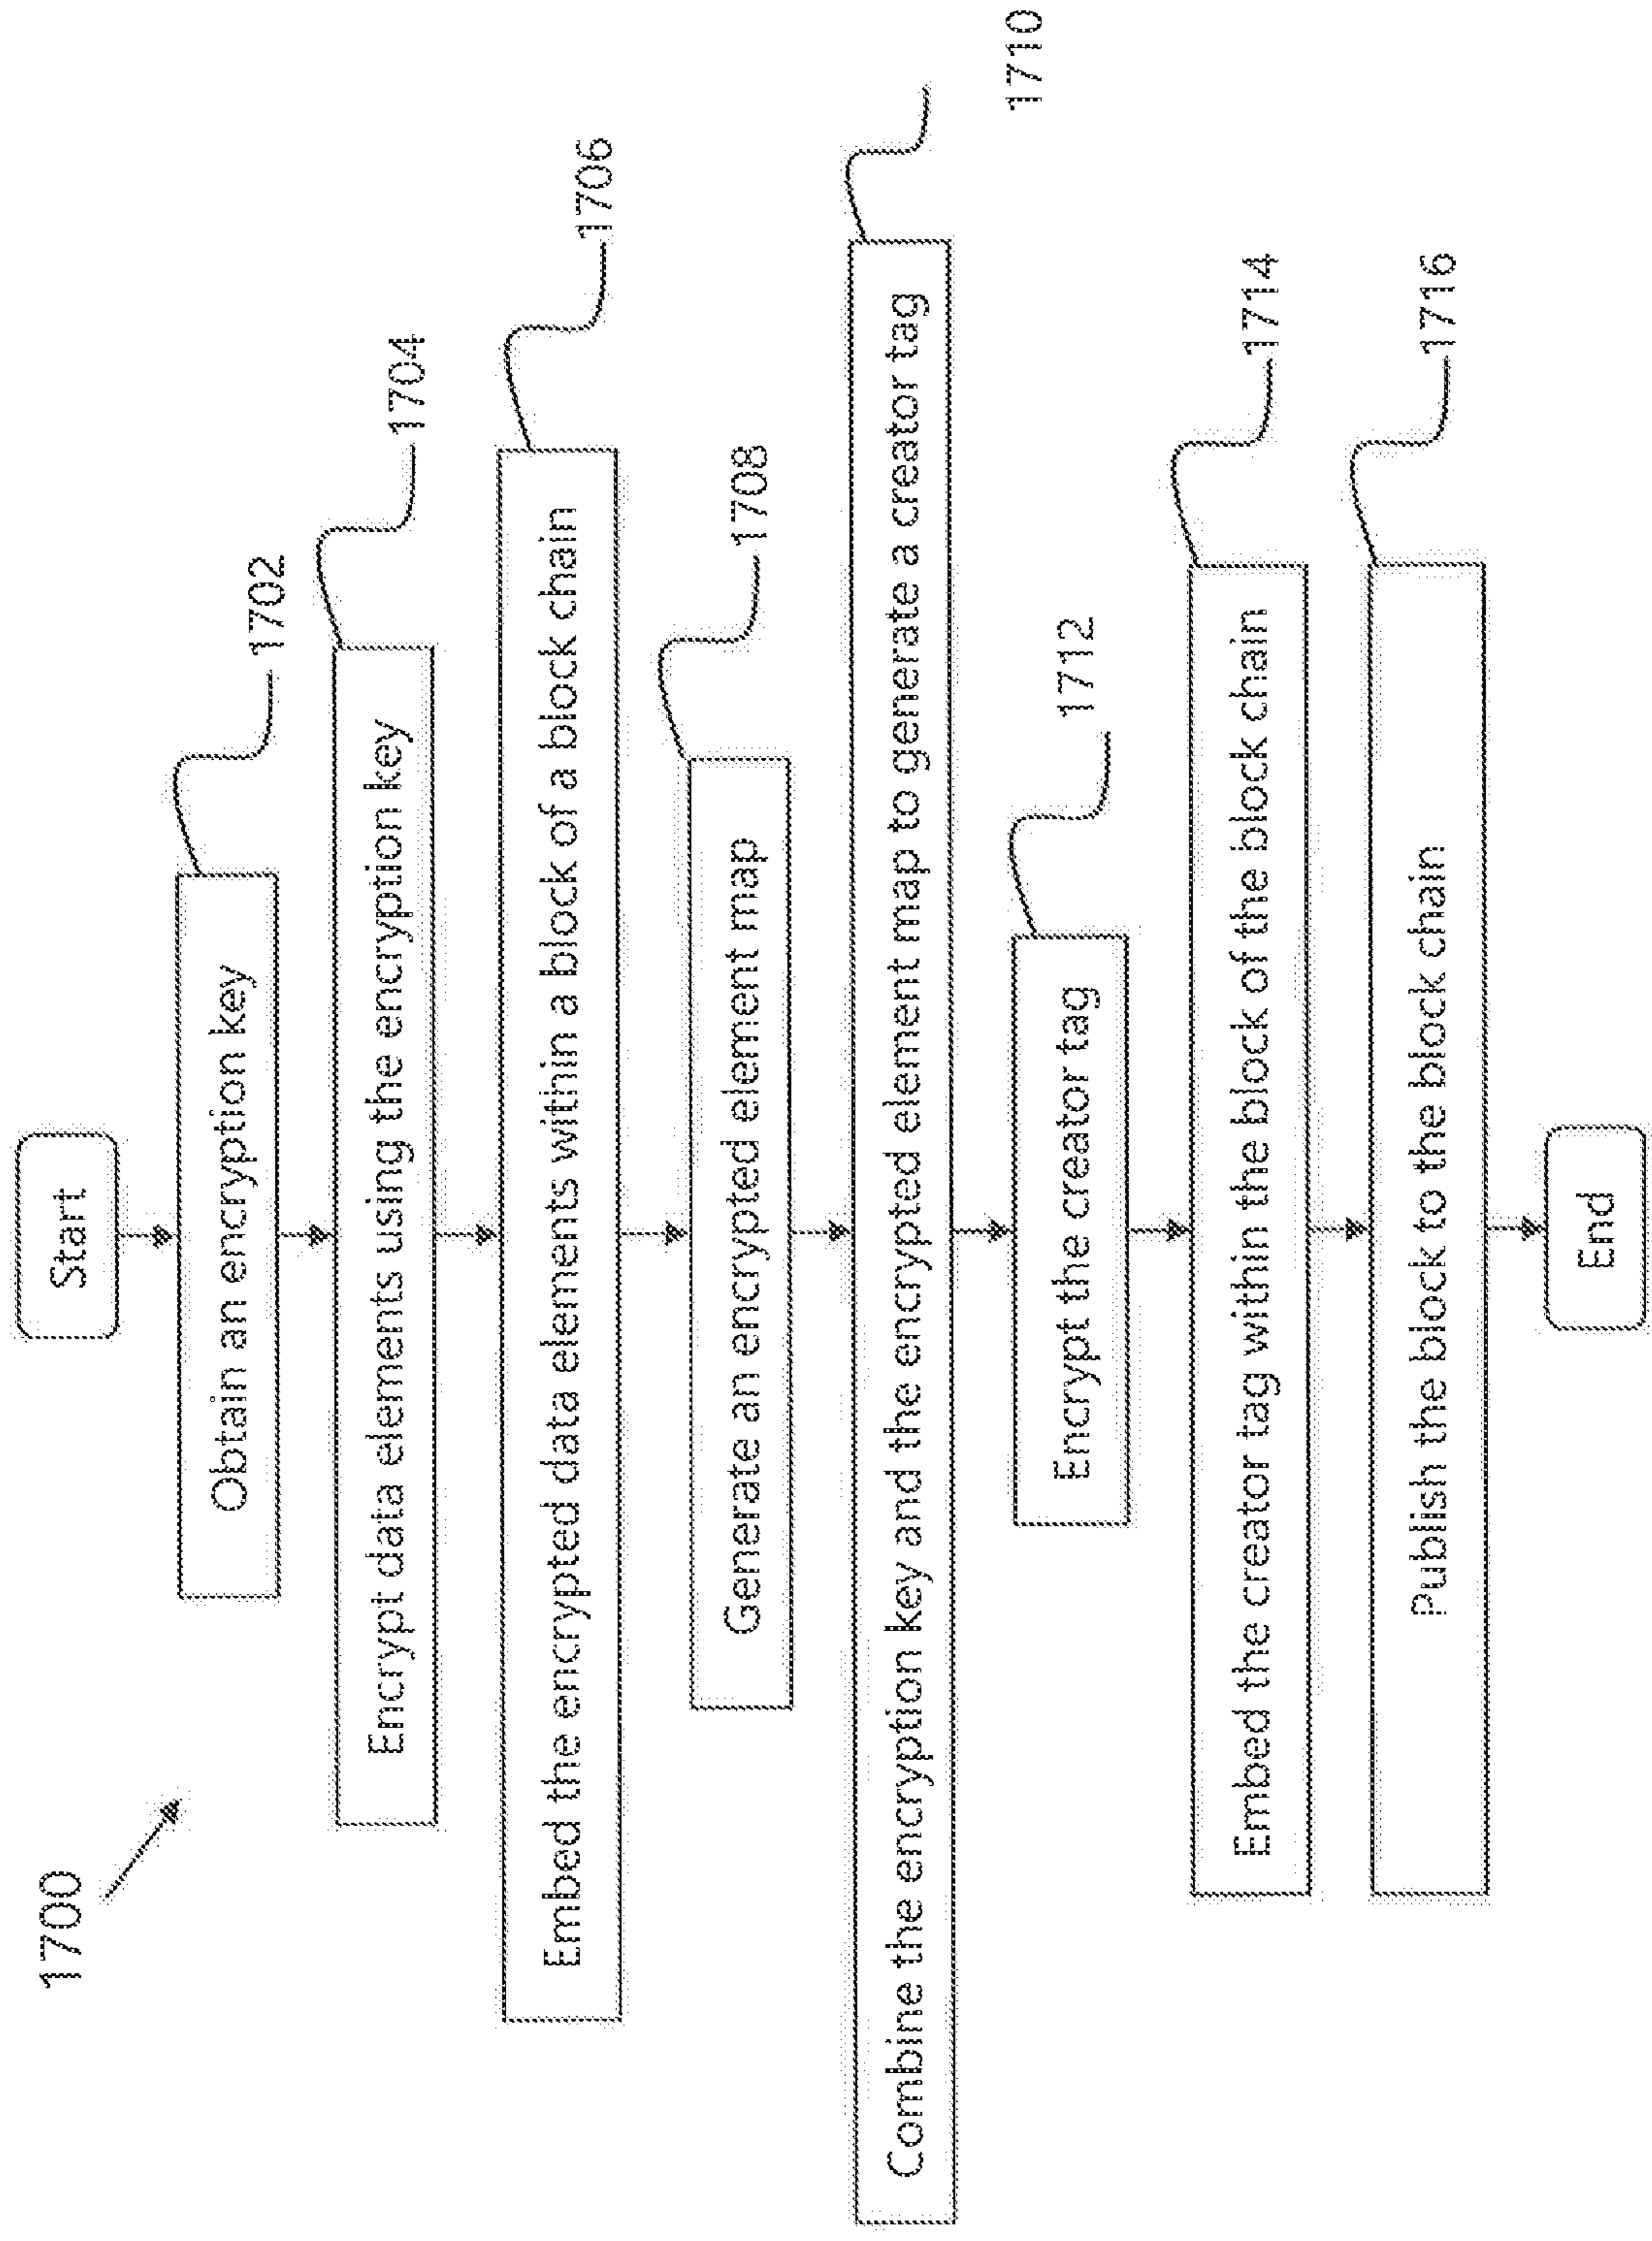 1700
Start
Obtain an encryption key
1702
Encrypt data elements using the encryption key
1704
Embed the encrypted data elements within a block of a block chain
1706
Generate an encrypted element map
1708
Combine the encryption key and the encrypted element map to generate a creator tag
1710
Encrypt the creator tag
1712
Embed the creator tag within the block of the block chain
1714
Publish the block to the block chain
1716
End